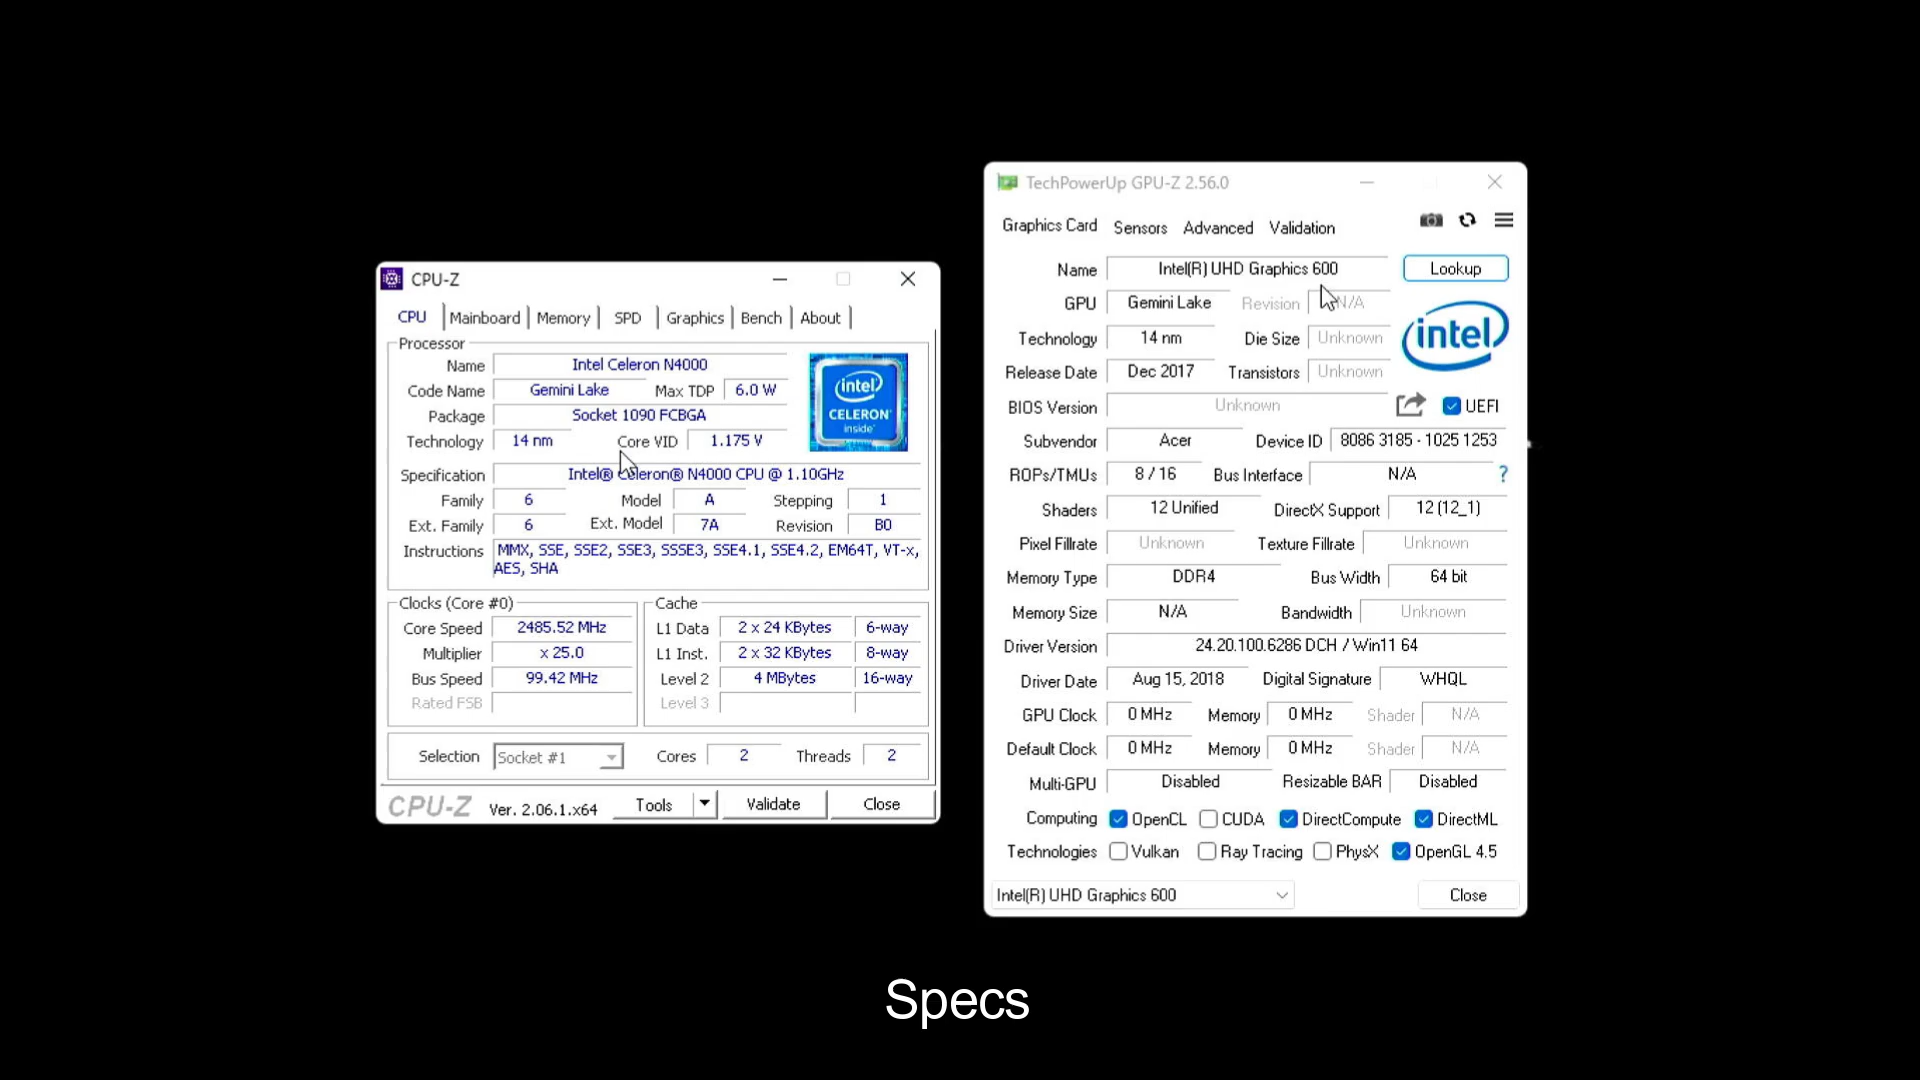 CPU-Z
CPU Mainboard Memory SPD Graphics Bench About
Processor
Name Intel Celeron N4000
Code Name Gemini Lake Max TDP 6.0 W
Package Socket 1090 FCBGA
Technology 14 nm Core VID 1.175 V
intel CELERON inside
Specification Intel® Celeron® N4000 CPU @ 1.10GHz
Family 6 Model A Stepping 1
Ext. Family 6 Ext. Model 7A Revision B0
Instructions MMX, SSE, SSE2, SSE3, SSSE3, SSE4.1, SSE4.2, EM64T, VT-x,
AES, SHA
Clocks (Core #0)
Core Speed 2485.52 MHz
Multiplier x 25.0
Bus Speed 99.42 MHz
Rated FSB
Cache
L1 Data 2 x 24 KBytes 6-way
L1 Inst. 2 x 32 KBytes 8-way
Level 2 4 MBytes 16-way
Level 3
Selection Socket #1 Cores 2 Threads 2
CPU-Z Ver. 2.06.1.x64 Tools Validate Close
TechPowerUp GPU-Z 2.56.0
Graphics Card Sensors Advanced Validation
Name Intel(R) UHD Graphics 600 Lookup
GPU Gemini Lake Revision N/A
intel
Technology 14 nm Die Size Unknown
Release Date Dec 2017 Transistors Unknown
BIOS Version Unknown UEFI
Subvendor Acer Device ID 8086 3185 - 1025 1253
ROPs/TMUs 8 / 16 Bus Interface N/A ?
Shaders 12 Unified DirectX Support 12 (12_1)
Pixel Fillrate Unknown Texture Fillrate Unknown
Memory Type DDR4 Bus Width 64 bit
Memory Size N/A Bandwidth Unknown
Driver Version 24.20.100.6286 DCH / Win11 64
Driver Date Aug 15, 2018 Digital Signature WHQL
GPU Clock 0 MHz Memory 0 MHz Shader N/A
Default Clock 0 MHz Memory 0 MHz Shader N/A
Multi-GPU Disabled Resizable BAR Disabled
Computing OpenCL CUDA DirectCompute DirectML
Technologies Vulkan Ray Tracing PhysX OpenGL 4.5
Intel(R) UHD Graphics 600 Close
Specs